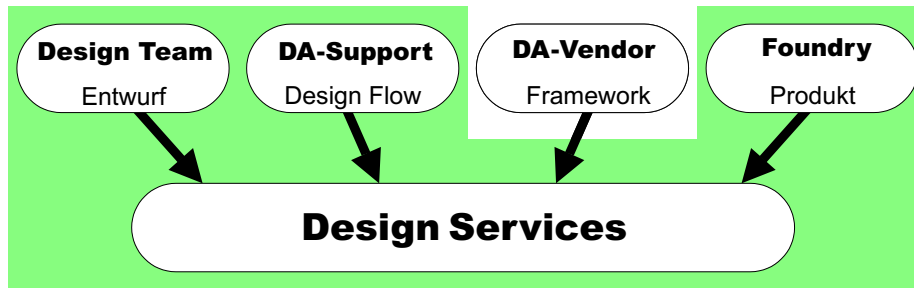 Design Team
Entwurf
DA-Support
Design Flow
DA-Vendor
Framework
Foundry
Produkt
Design Services